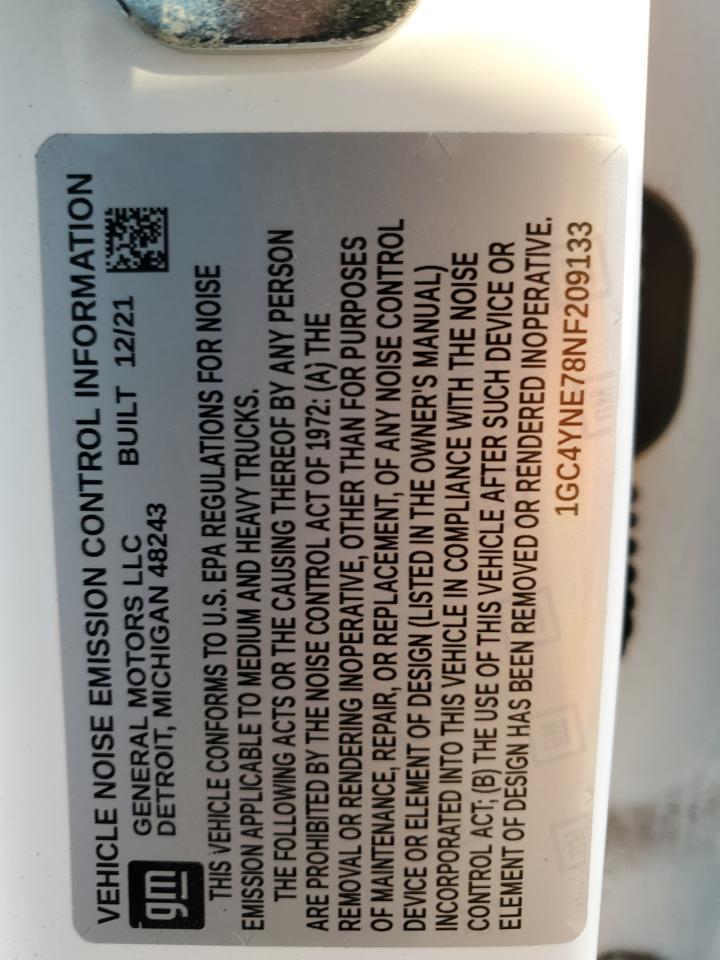 VEHICLE NOISE EMISSION CONTROL INFORMATION
gm
GENERAL MOTORS LLC BUILT 12/21
DETROIT, MICHIGAN 48243
THIS VEHICLE CONFORMS TO U.S. EPA REGULATIONS FOR NOISE
EMISSION APPLICABLE TO MEDIUM AND HEAVY TRUCKS.
THE FOLLOWING ACTS OR THE CAUSING THEREOF BY ANY PERSON
ARE PROHIBITED BY THE NOISE CONTROL ACT OF 1972: (A) THE
REMOVAL OR RENDERING INOPERATIVE, OTHER THAN FOR PURPOSES
OF MAINTENANCE, REPAIR, OR REPLACEMENT, OF ANY NOISE CONTROL
DEVICE OR ELEMENT OF DESIGN (LISTED IN THE OWNER'S MANUAL)
INCORPORATED INTO THIS VEHICLE IN COMPLIANCE WITH THE NOISE
CONTROL ACT; (B) THE USE OF THIS VEHICLE AFTER SUCH DEVICE OR
ELEMENT OF DESIGN HAS BEEN REMOVED OR RENDERED INOPERATIVE.
1GC4YNE78NF209133